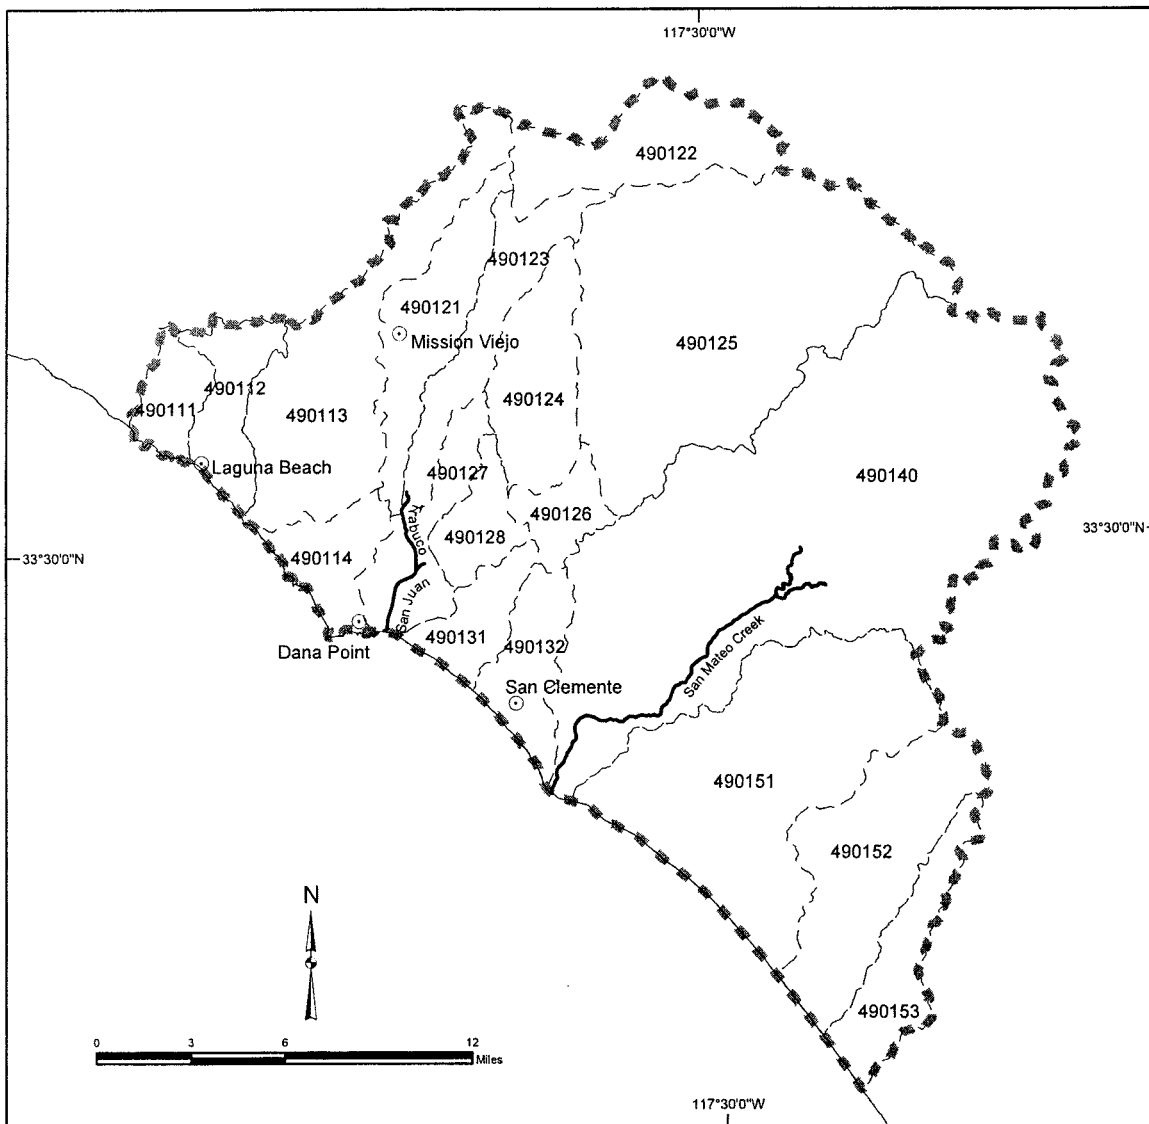 117°30'0"W
490122
490123
490121
Mission Viejo
490125
490112
490111
490113
490124
Laguna Beach
490127
490140
490126
Trabuco
33°30'0"N
490128
33°30'0"N
490114
San Juan
490131
490132
San Mateo Creek
Dana Point
San Clemente
490151
490152
N
490153
0 3 6 12
Miles
117°30'0"W